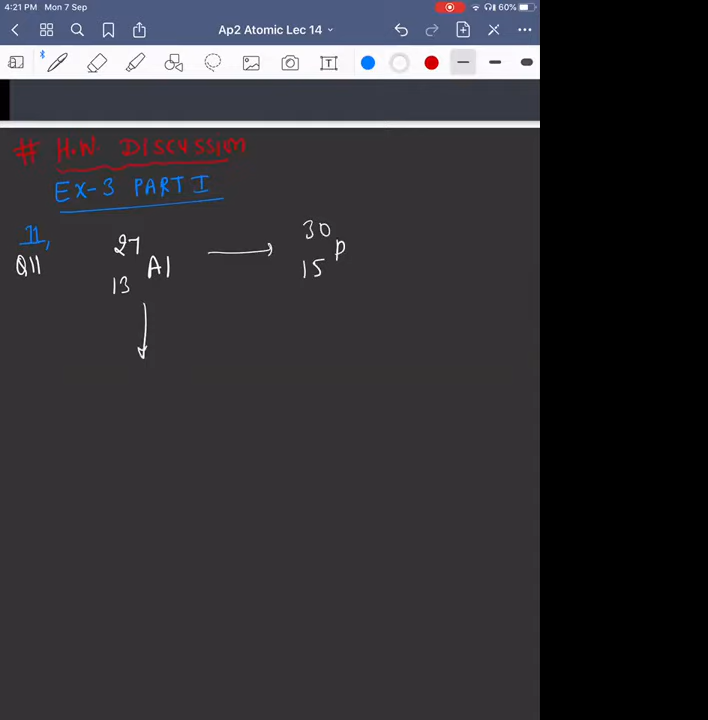 4:21 PM Mon 7 Sep 60%
Ap2 Atomic Lec 14
T
# H.W. DISCUSSION
EX-3 PART I
11,
Q11
27 13 Al → 30 15 P